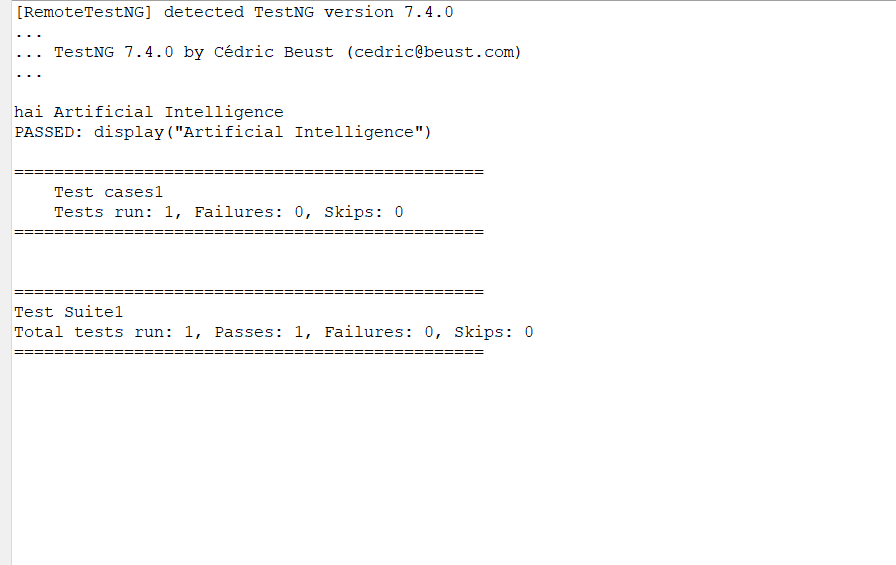 [RemoteTestNG] detected TestNG version 7.4.0
...
... TestNG 7.4.0 by Cédric Beust (cedric@beust.com)
...
hai Artificial Intelligence
PASSED: display("Artificial Intelligence")
===============================================
    Test cases1
    Tests run: 1, Failures: 0, Skips: 0
===============================================
===============================================
Test Suite1
Total tests run: 1, Passes: 1, Failures: 0, Skips: 0
===============================================